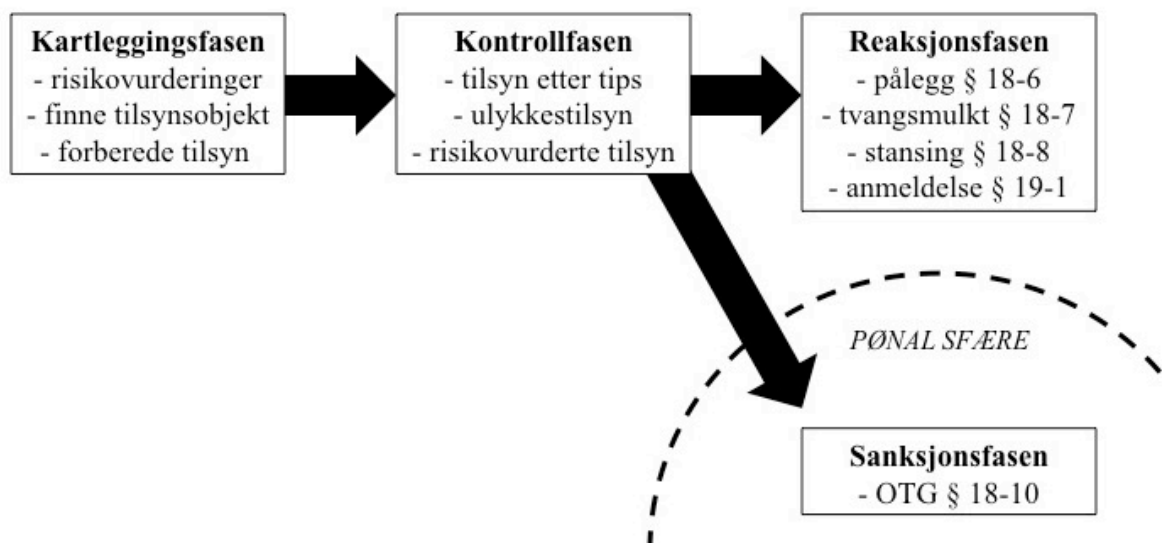 Kartleggingsfasen
- risikovurderinger
- finne tilsynsobjekt
- forberede tilsyn
Kontrollfasen
- tilsyn etter tips
- ulykkestilsyn
- risikovurderte tilsyn
Reaksjonsfasen
- pålegg § 18-6
- tvangsmulkt § 18-7
- stansing § 18-8
- anmeldelse § 19-1
PØNAL SFÆRE
Sanksjonsfasen
- OTG § 18-10